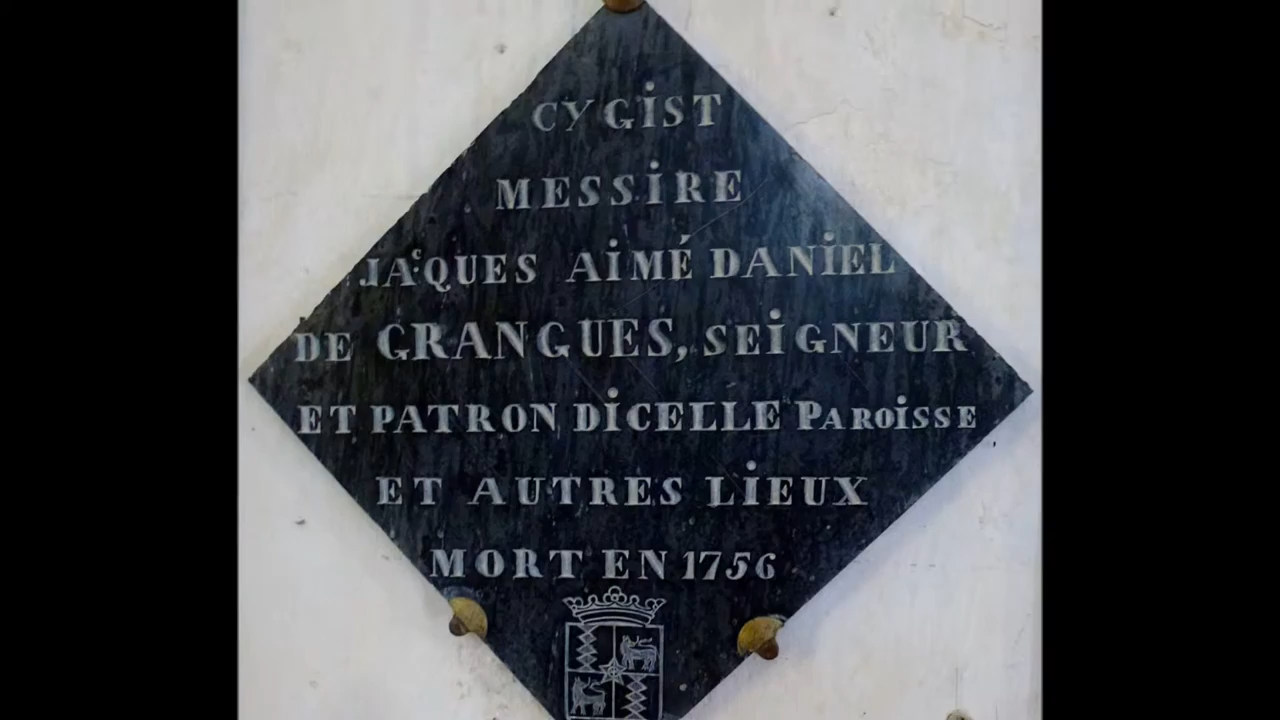 CY GiST
MESSiRE
JAcQUES AiMÉ DANiEL
DE GRANGUES, SEiGNEUR
ET PATRON DiCELLE PAROiSSE
ET AUTRES LiEUX
MORT EN 1756